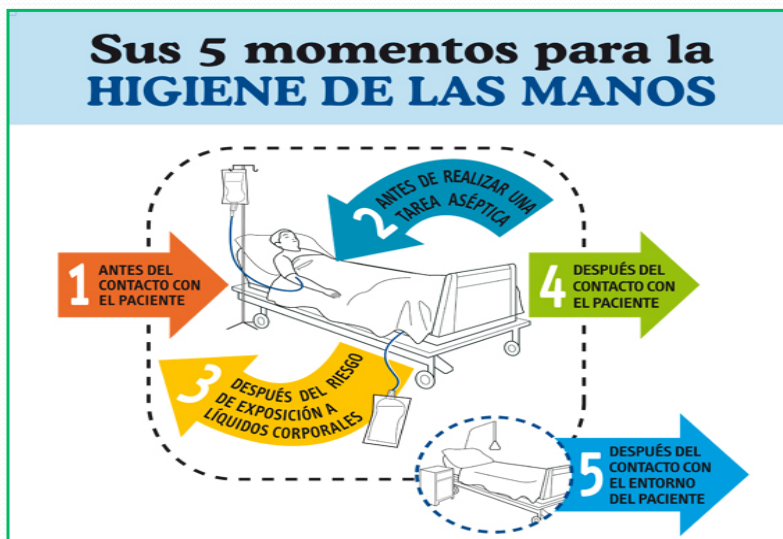 Sus 5 momentos para la
HIGIENE DE LAS MANOS
1
ANTES DEL
CONTACTO CON
EL PACIENTE
2
ANTES DE REALIZAR UNA
TAREA ASÉPTICA
3
DESPUÉS DEL RIESGO
DE EXPOSICIÓN A
LÍQUIDOS CORPORALES
4
DESPUÉS DEL
CONTACTO CON
EL PACIENTE
5
DESPUÉS DEL
CONTACTO CON
EL ENTORNO
DEL PACIENTE